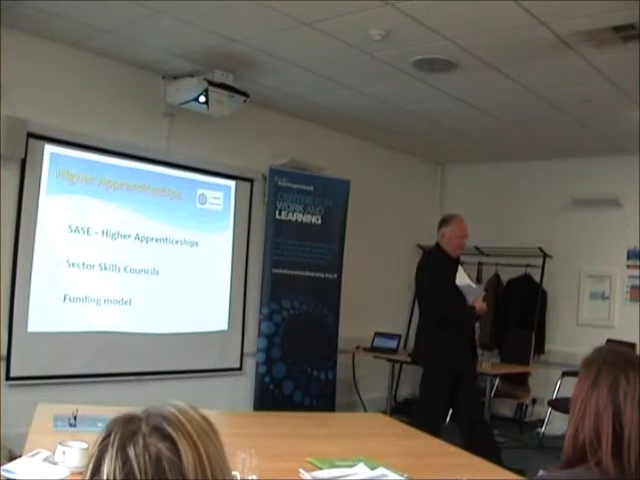 Higher Apprenticeships
SASE – Higher Apprenticeships
Sector Skills Councils
Funding model
CENTRE FOR
WORK AND
LEARNING